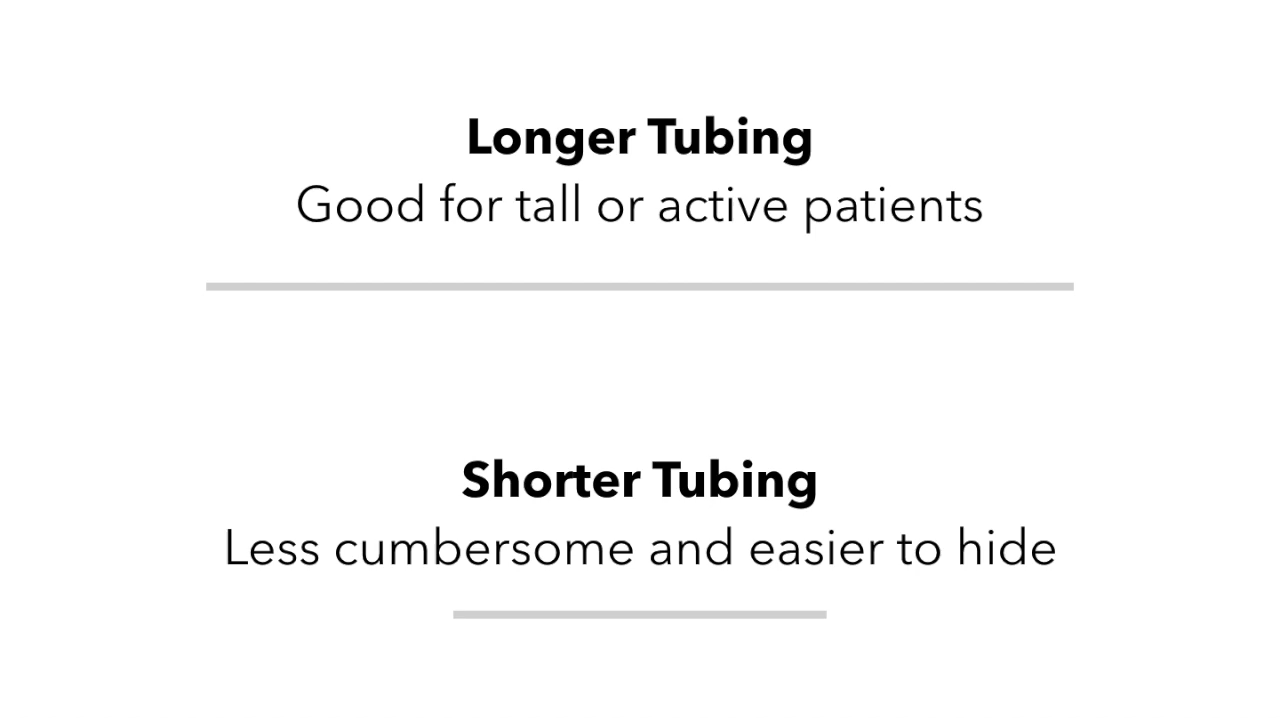 Longer Tubing
Good for tall or active patients
Shorter Tubing
Less cumbersome and easier to hide